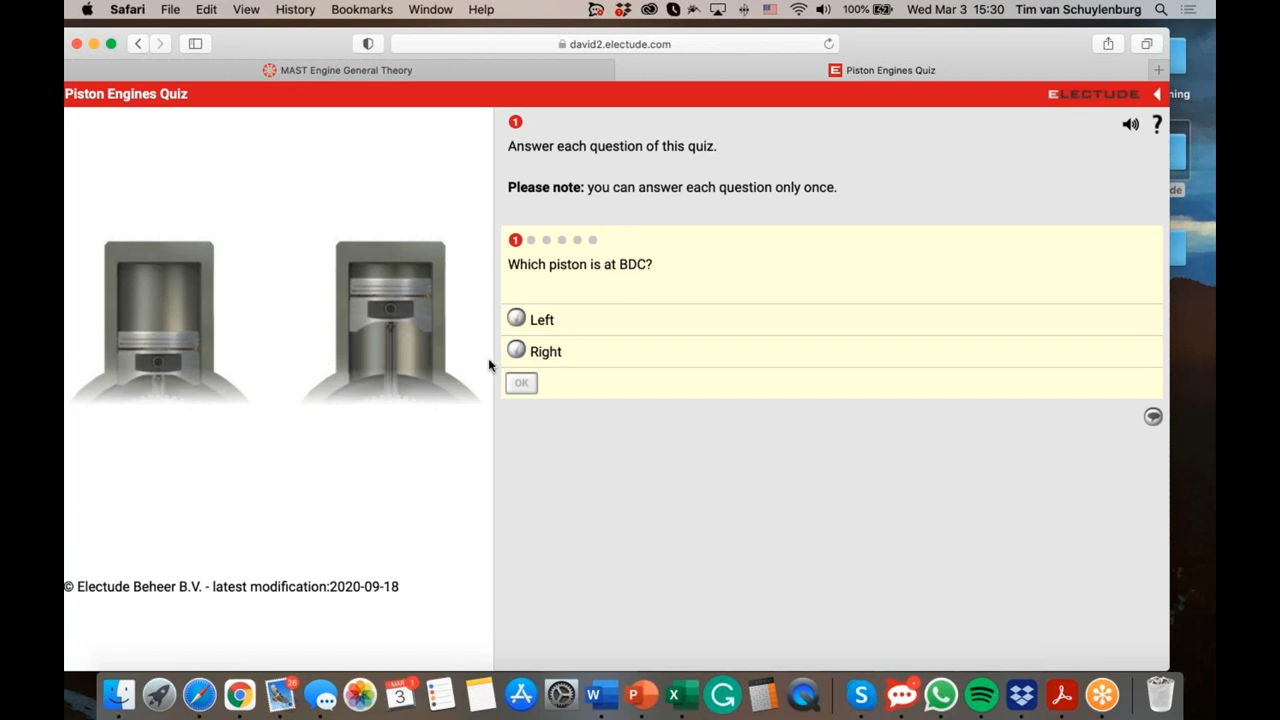 Safari File Edit View History Bookmarks Window Help 100% Wed Mar 3 15:30 Tim van Schuylenburg
david2.electude.com
MAST Engine General Theory
E Piston Engines Quiz
Piston Engines Quiz
ELECTUDE
ning
1
?
Answer each question of this quiz.
Please note: you can answer each question only once.
de
1
Which piston is at BDC?
Left
Right
OK
© Electude Beheer B.V. - latest modification:2020-09-18